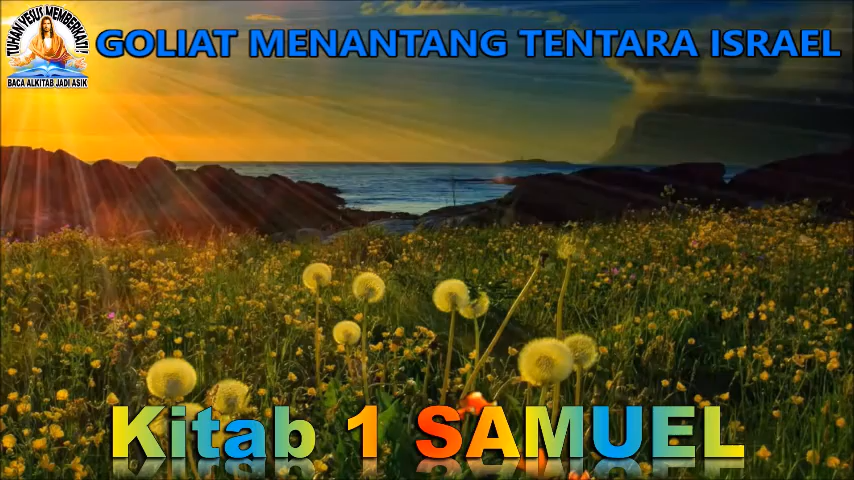 TUHAN YESUS MEMBERKATI
BACA ALKITAB JADI ASIK
GOLIAT MENANTANG TENTARA ISRAEL
Kitab 1 SAMUEL